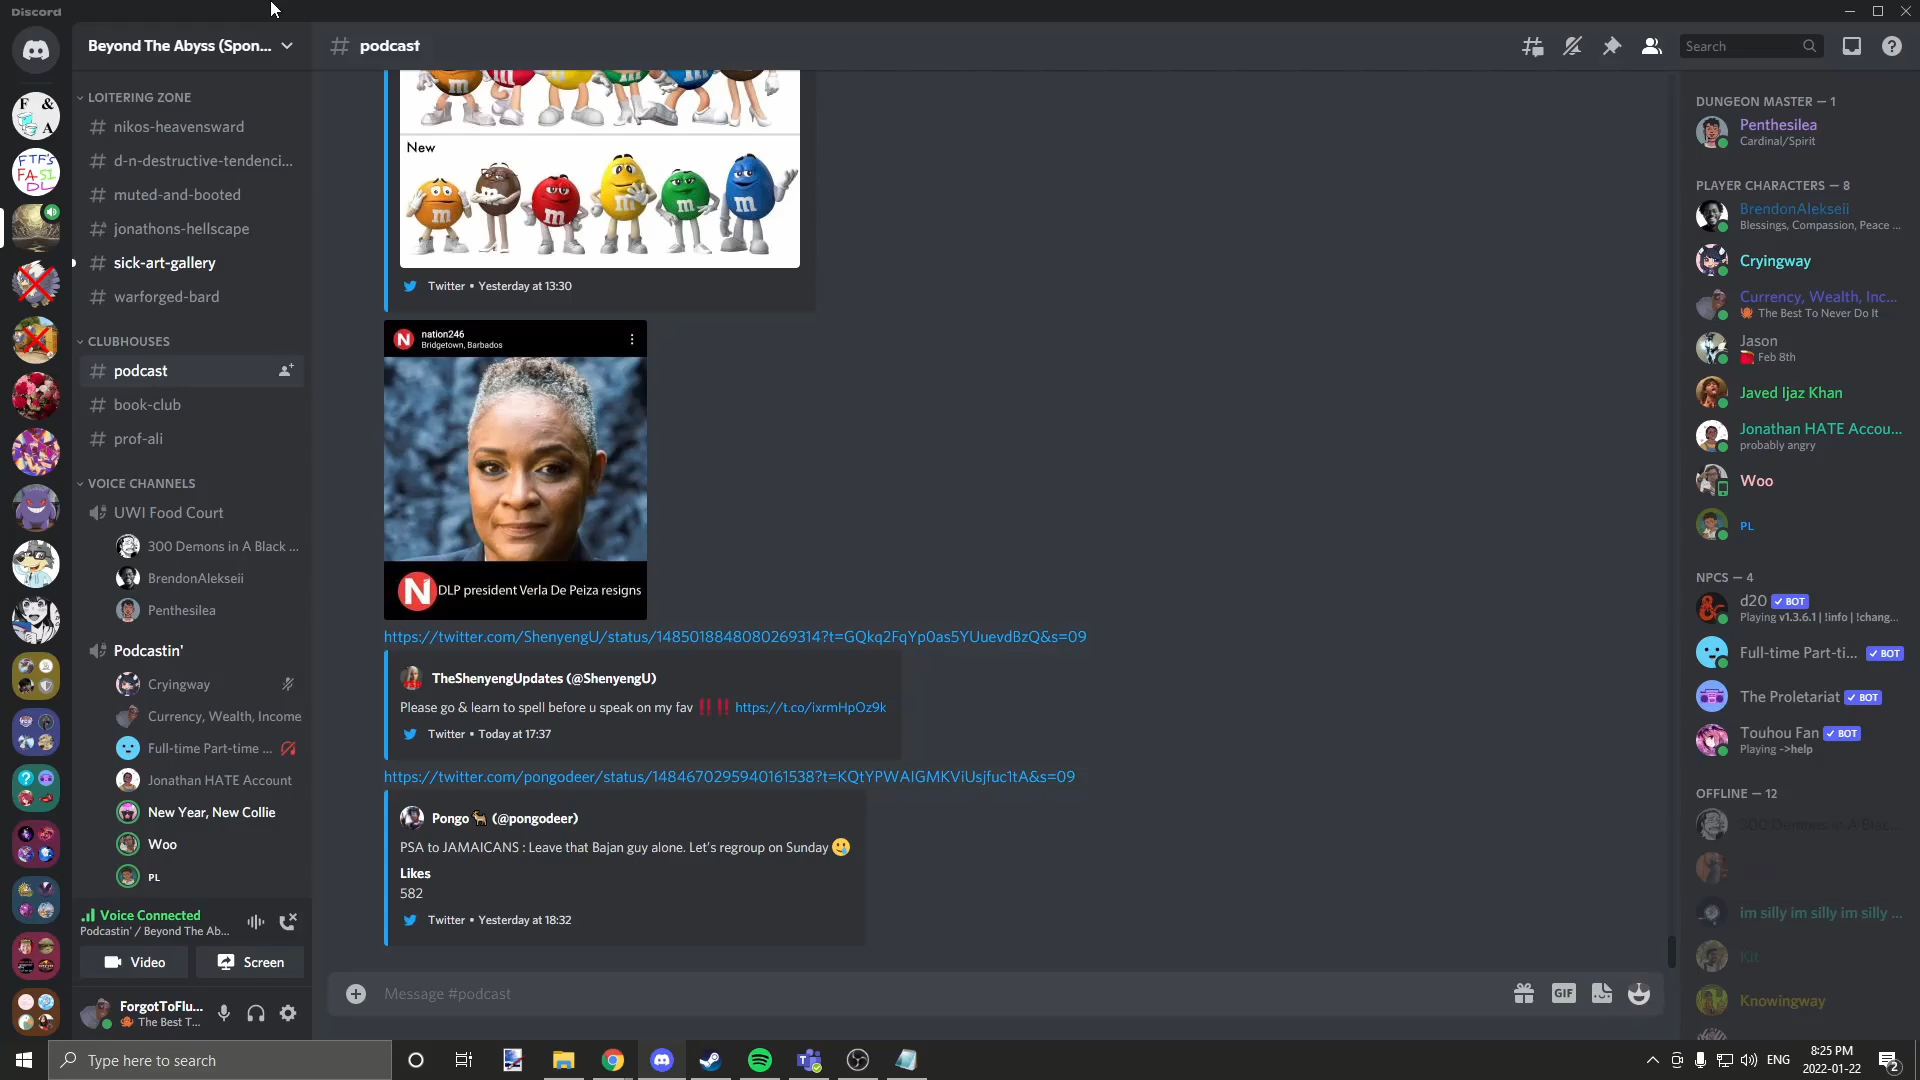 Discord
Beyond The Abyss (Spon...
podcast
Search
LOITERING ZONE
nikos-heavensward
d-n-destructive-tendenci...
muted-and-booted
jonathons-hellscape
sick-art-gallery
warforged-bard
CLUBHOUSES
podcast
book-club
prof-ali
VOICE CHANNELS
UWI Food Court
300 Demons in A Black ...
BrendonAlekseii
Penthesilea
Podcastin'
Cryingway
Currency, Wealth, Income
Full-time Part-time ...
Jonathan HATE Account
New Year, New Collie
Woo
PL
Voice Connected
Podcastin' / Beyond The Ab...
Video
Screen
ForgotToFlu...
The Best T...
F & A
FTF'S
FASI
DL
New
Twitter • Yesterday at 13:30
nation246
Bridgetown, Barbados
N DLP president Verla De Peiza resigns
https://twitter.com/ShenyengU/status/1485018848080269314?t=GQkq2FqYp0as5YUuevdBzQ&s=09
TheShenyengUpdates (@ShenyengU)
Please go & learn to spell before u speak on my fav ‼️ ‼️ https://t.co/ixrmHpOz9k
Twitter • Today at 17:37
https://twitter.com/pongodeer/status/1484670295940161538?t=KQtYPWAIGMKViUsjfuc1tA&s=09
Pongo 🐐 (@pongodeer)
PSA to JAMAICANS : Leave that Bajan guy alone. Let's regroup on Sunday 🥲
Likes
582
Twitter • Yesterday at 18:32
Message #podcast
GIF
DUNGEON MASTER — 1
Penthesilea
Cardinal/Spirit
PLAYER CHARACTERS — 8
BrendonAlekseii
Blessings, Compassion, Peace ...
Cryingway
Currency, Wealth, Inc...
The Best To Never Do It
Jason
Feb 8th
Javed Ijaz Khan
Jonathan HATE Accou...
probably angry
Woo
PL
NPCS — 4
d20 BOT
Playing v1.3.6.1 | !info | !chang...
Full-time Part-ti... BOT
The Proletariat BOT
Touhou Fan BOT
Playing ->help
OFFLINE — 12
300 Demons in A Blac...
im silly im silly im silly ...
Kit
Knowingway
Type here to search
ENG
8:25 PM
2022-01-22
2